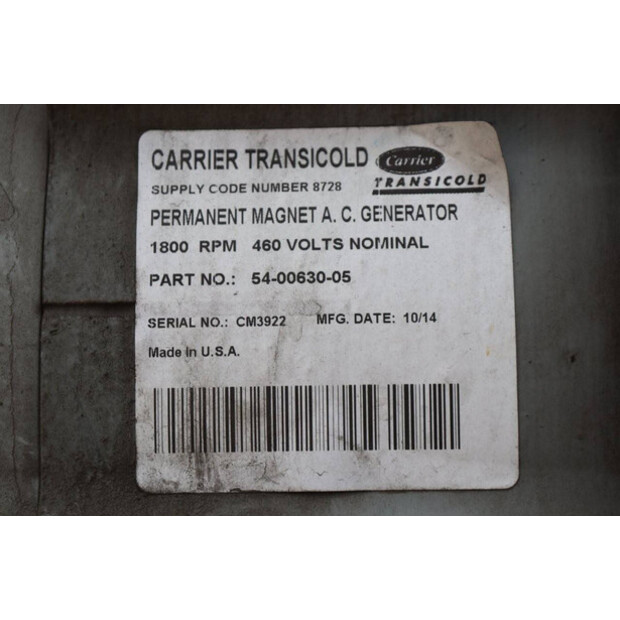 CARRIER TRANSICOLD
Carrier
TRANSICOLD
SUPPLY CODE NUMBER 8728
PERMANENT MAGNET A. C. GENERATOR
1800 RPM 460 VOLTS NOMINAL
PART NO.: 54-00630-05
SERIAL NO.: CM3922 MFG. DATE: 10/14
Made in U.S.A.